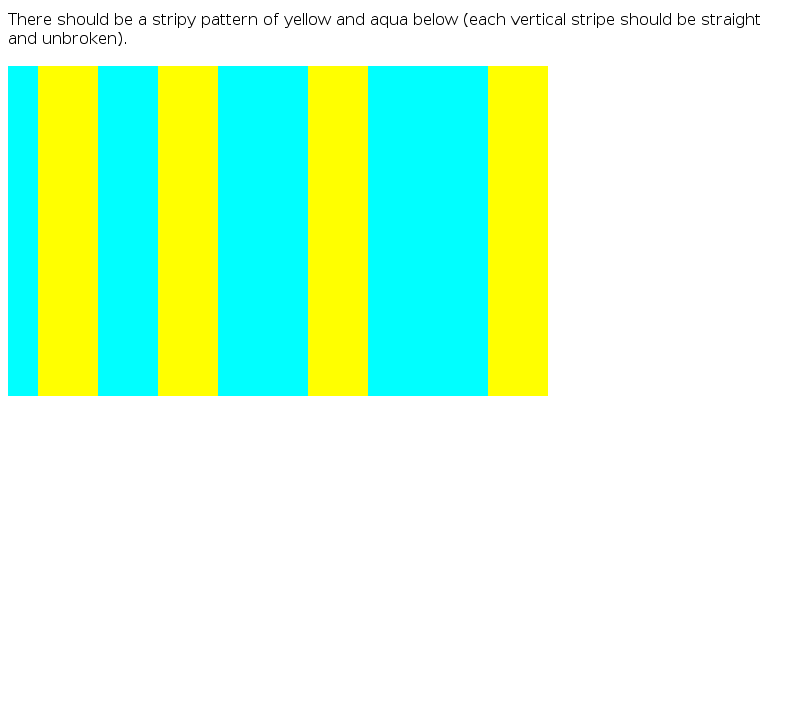 There should be a stripy pattern of yellow and aqua below (each vertical stripe should be straight
and unbroken).